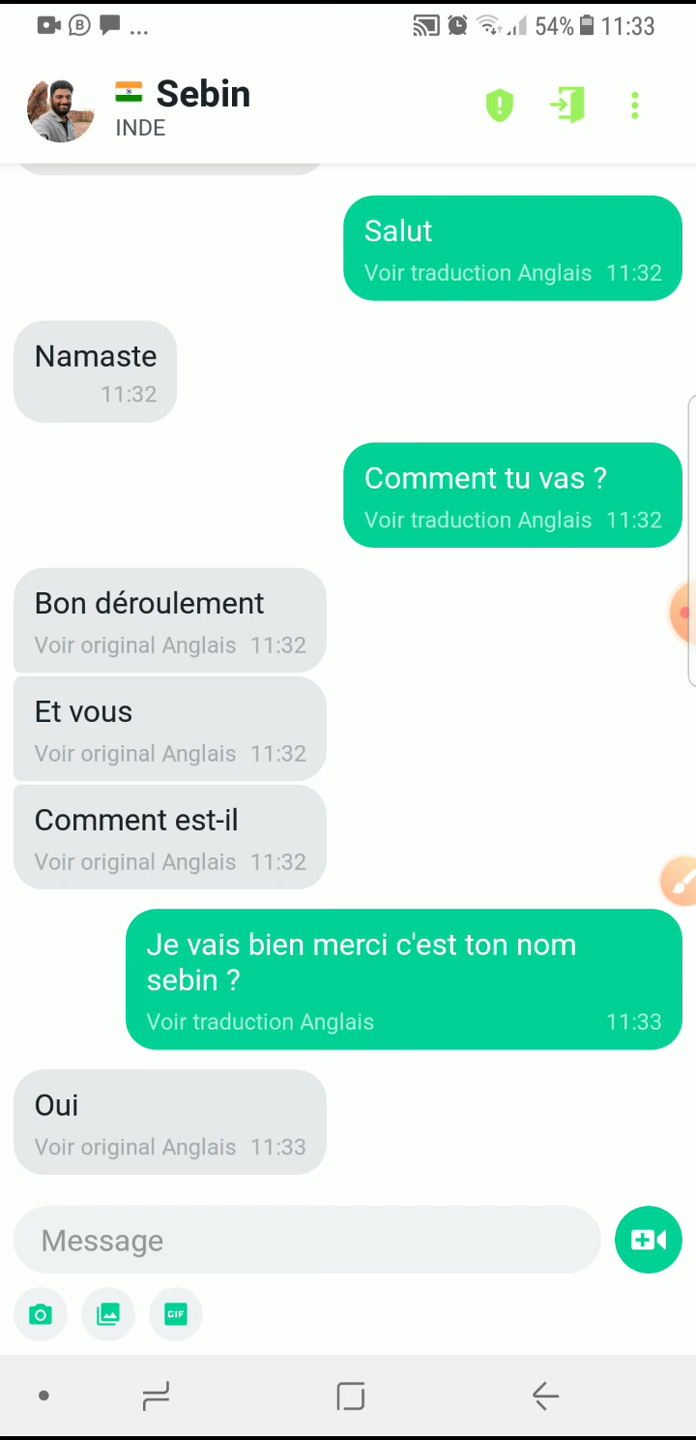 ... 54% 11:33
Sebin
INDE
Salut
Voir traduction Anglais 11:32
Namaste
11:32
Comment tu vas ?
Voir traduction Anglais 11:32
Bon déroulement
Voir original Anglais 11:32
Et vous
Voir original Anglais 11:32
Comment est-il
Voir original Anglais 11:32
Je vais bien merci c'est ton nom
sebin ?
Voir traduction Anglais 11:33
Oui
Voir original Anglais 11:33
Message
GIF